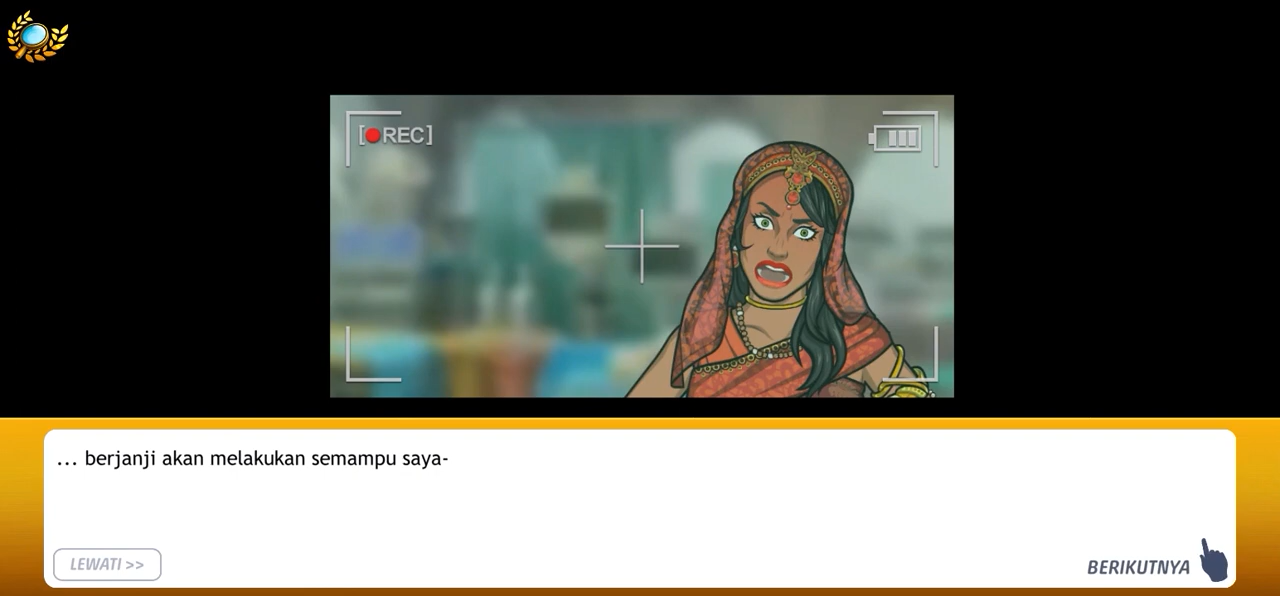 [●REC]
... berjanji akan melakukan semampu saya-
LEWATI >>
BERIKUTNYA